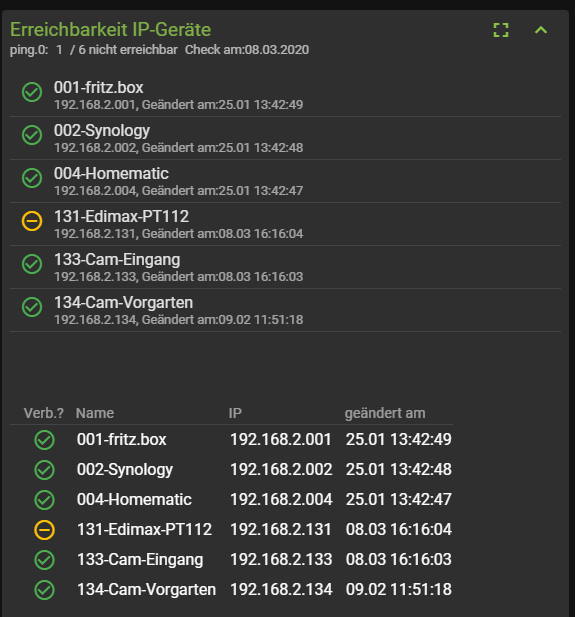 Erreichbarkeit IP-Geräte
ping.0: 1 / 6 nicht erreichbar Check am:08.03.2020
001-fritz.box
192.168.2.001, Geändert am:25.01 13:42:49
002-Synology
192.168.2.002, Geändert am:25.01 13:42:48
004-Homematic
192.168.2.004, Geändert am:25.01 13:42:47
131-Edimax-PT112
192.168.2.131, Geändert am:08.03 16:16:04
133-Cam-Eingang
192.168.2.133, Geändert am:08.03 16:16:03
134-Cam-Vorgarten
192.168.2.134, Geändert am:09.02 11:51:18
Verb.? Name IP geändert am
001-fritz.box 192.168.2.001 25.01 13:42:49
002-Synology 192.168.2.002 25.01 13:42:48
004-Homematic 192.168.2.004 25.01 13:42:47
131-Edimax-PT112 192.168.2.131 08.03 16:16:04
133-Cam-Eingang 192.168.2.133 08.03 16:16:03
134-Cam-Vorgarten 192.168.2.134 09.02 11:51:18